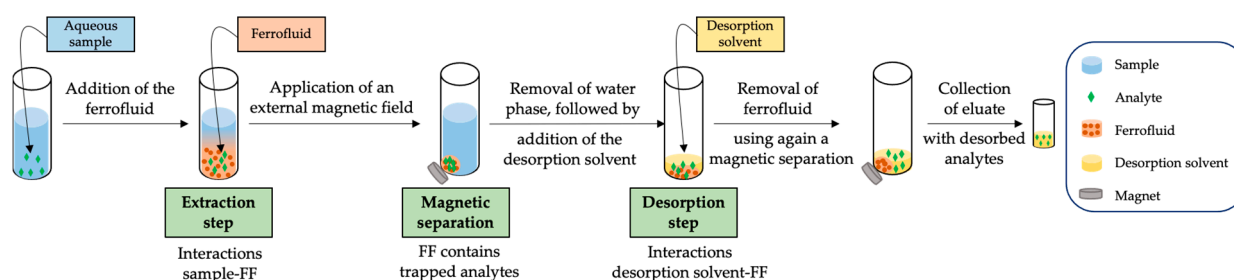 Aqueous
sample
Ferrofluid
Desorption
solvent
Addition of the
ferrofluid
Application of an
external magnetic field
Removal of water
phase, followed by
addition of the
desorption solvent
Removal of
ferrofluid
using again a
magnetic separation
Collection
of eluate
with desorbed
analytes
Extraction
step
Interactions
sample-FF
Magnetic
separation
FF contains
trapped analytes
Desorption
step
Interactions
desorption solvent-FF
Sample
Analyte
Ferrofluid
Desorption solvent
Magnet